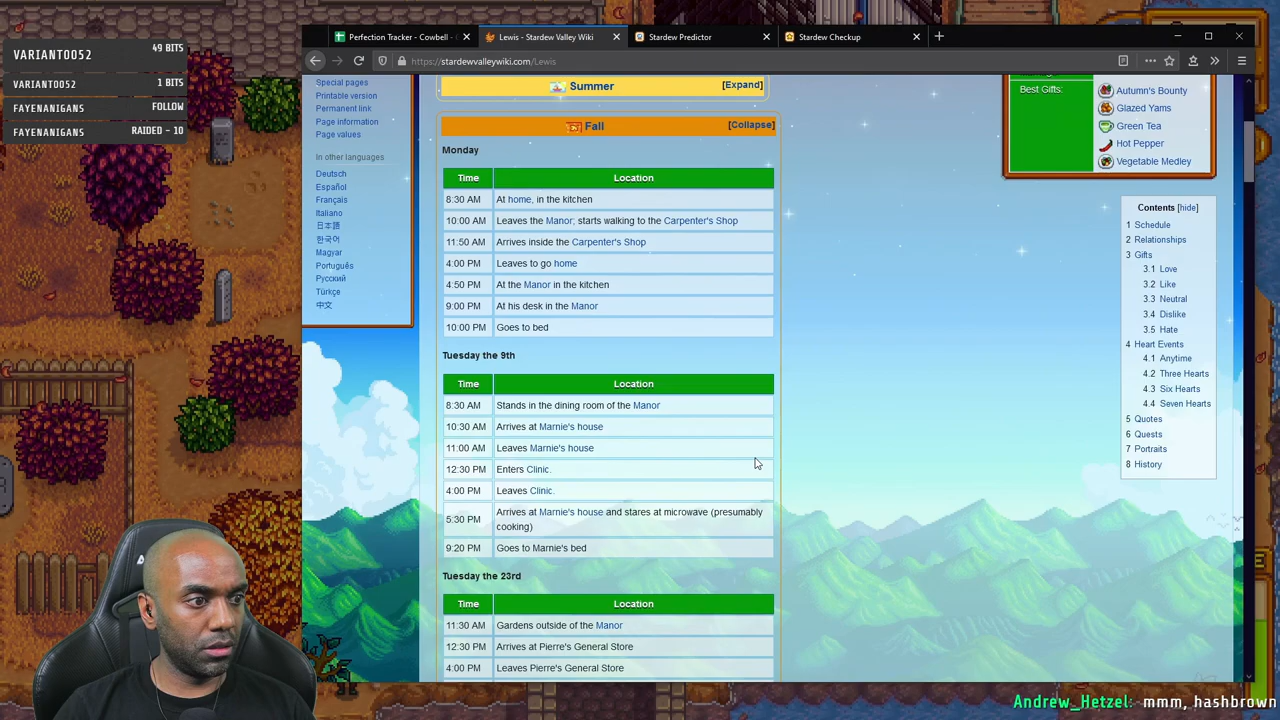 VARIANT0052 49 BITS
VARIANT0052 1 BITS
FAYENANIGANS FOLLOW
FAYENANIGANS RAIDED - 10
Perfection Tracker - Cowbell - C
Lewis - Stardew Valley Wiki
Stardew Predictor
Stardew Checkup
https://stardewvalleywiki.com/Lewis
Special pages
Printable version
Permanent link
Page information
Page values
In other languages
Deutsch
Español
Français
Italiano
日本語
한국어
Magyar
Português
Русский
Türkçe
中文
Summer [Expand]
Fall [Collapse]
Monday
Time Location
8:30 AM At home, in the kitchen
10:00 AM Leaves the Manor; starts walking to the Carpenter's Shop
11:50 AM Arrives inside the Carpenter's Shop
4:00 PM Leaves to go home
4:50 PM At the Manor in the kitchen
9:00 PM At his desk in the Manor
10:00 PM Goes to bed
Tuesday the 9th
Time Location
8:30 AM Stands in the dining room of the Manor
10:30 AM Arrives at Marnie's house
11:00 AM Leaves Marnie's house
12:30 PM Enters Clinic.
4:00 PM Leaves Clinic.
5:30 PM Arrives at Marnie's house and stares at microwave (presumably
cooking)
9:20 PM Goes to Marnie's bed
Tuesday the 23rd
Time Location
11:30 AM Gardens outside of the Manor
12:30 PM Arrives at Pierre's General Store
4:00 PM Leaves Pierre's General Store
Best Gifts: Autumn's Bounty
Glazed Yams
Green Tea
Hot Pepper
Vegetable Medley
Contents [hide]
1 Schedule
2 Relationships
3 Gifts
3.1 Love
3.2 Like
3.3 Neutral
3.4 Dislike
3.5 Hate
4 Heart Events
4.1 Anytime
4.2 Three Hearts
4.3 Six Hearts
4.4 Seven Hearts
5 Quotes
6 Quests
7 Portraits
8 History
Andrew_Hetzel: mmm, hashbrown